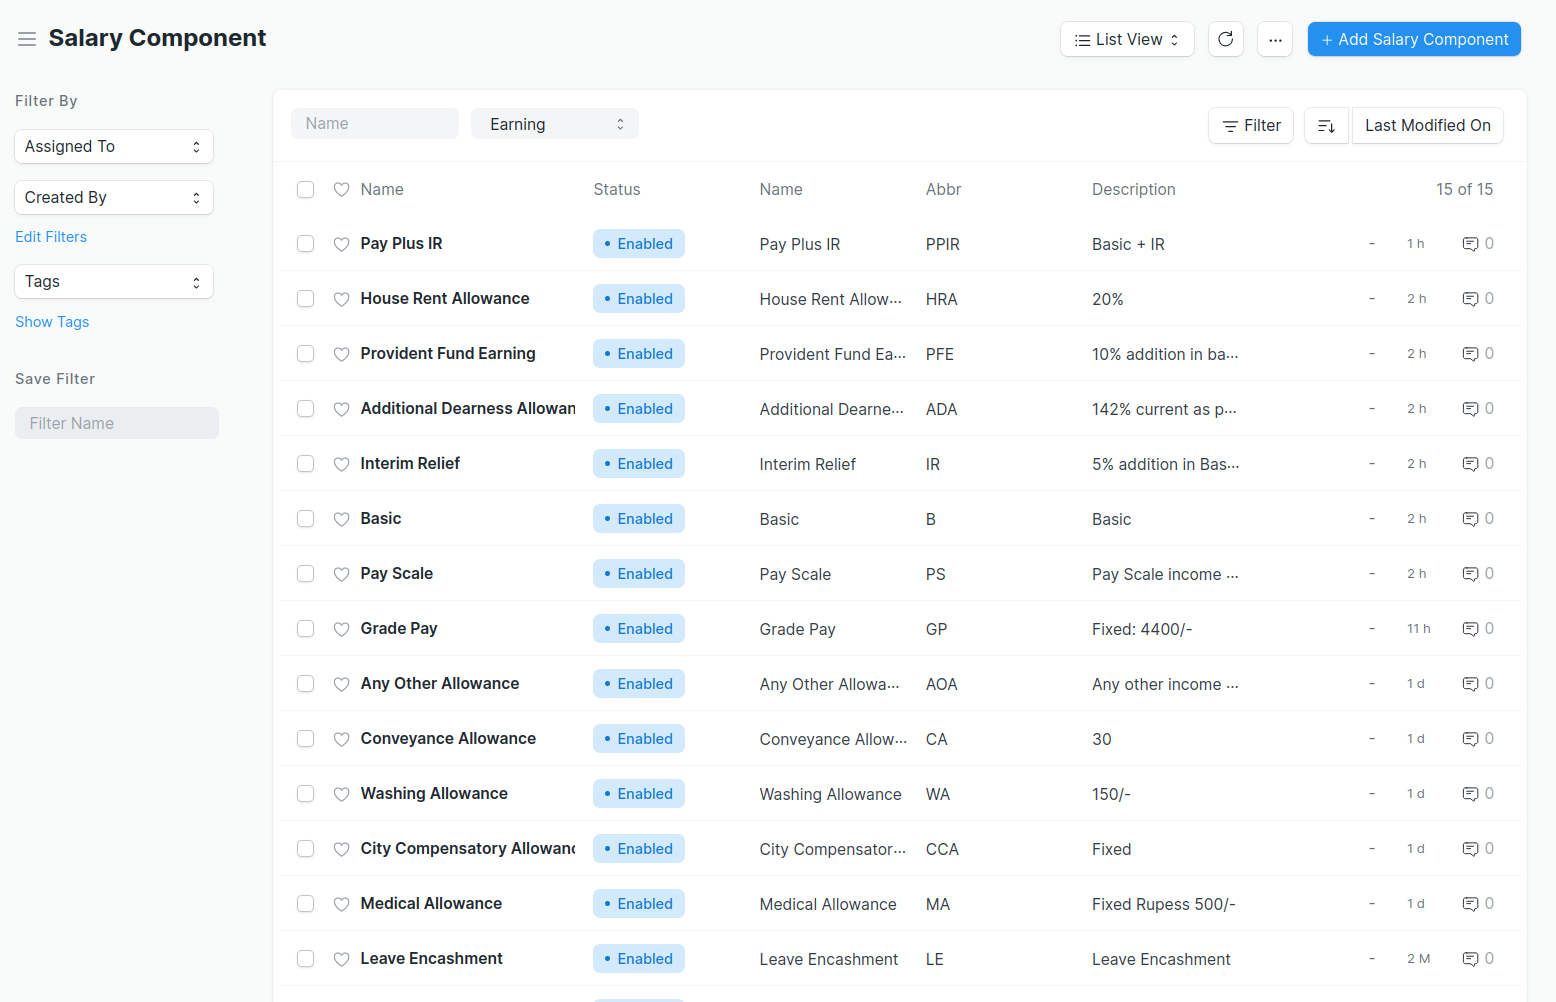 Salary Component
List View
...
+ Add Salary Component
Filter By
Assigned To
Created By
Edit Filters
Tags
Show Tags
Save Filter
Filter Name
Name Earning Filter Last Modified On
Name Status Name Abbr Description 15 of 15
Pay Plus IR • Enabled Pay Plus IR PPIR Basic + IR - 1 h 0
House Rent Allowance • Enabled House Rent Allow... HRA 20% - 2 h 0
Provident Fund Earning • Enabled Provident Fund Ea... PFE 10% addition in ba... - 2 h 0
Additional Dearness Allowan • Enabled Additional Dearne... ADA 142% current as p... - 2 h 0
Interim Relief • Enabled Interim Relief IR 5% addition in Bas... - 2 h 0
Basic • Enabled Basic B Basic - 2 h 0
Pay Scale • Enabled Pay Scale PS Pay Scale income ... - 2 h 0
Grade Pay • Enabled Grade Pay GP Fixed: 4400/- - 11 h 0
Any Other Allowance • Enabled Any Other Allowa... AOA Any other income ... - 1 d 0
Conveyance Allowance • Enabled Conveyance Allow... CA 30 - 1 d 0
Washing Allowance • Enabled Washing Allowance WA 150/- - 1 d 0
City Compensatory Allowanc • Enabled City Compensator... CCA Fixed - 1 d 0
Medical Allowance • Enabled Medical Allowance MA Fixed Rupess 500/- - 1 d 0
Leave Encashment • Enabled Leave Encashment LE Leave Encashment - 2 M 0